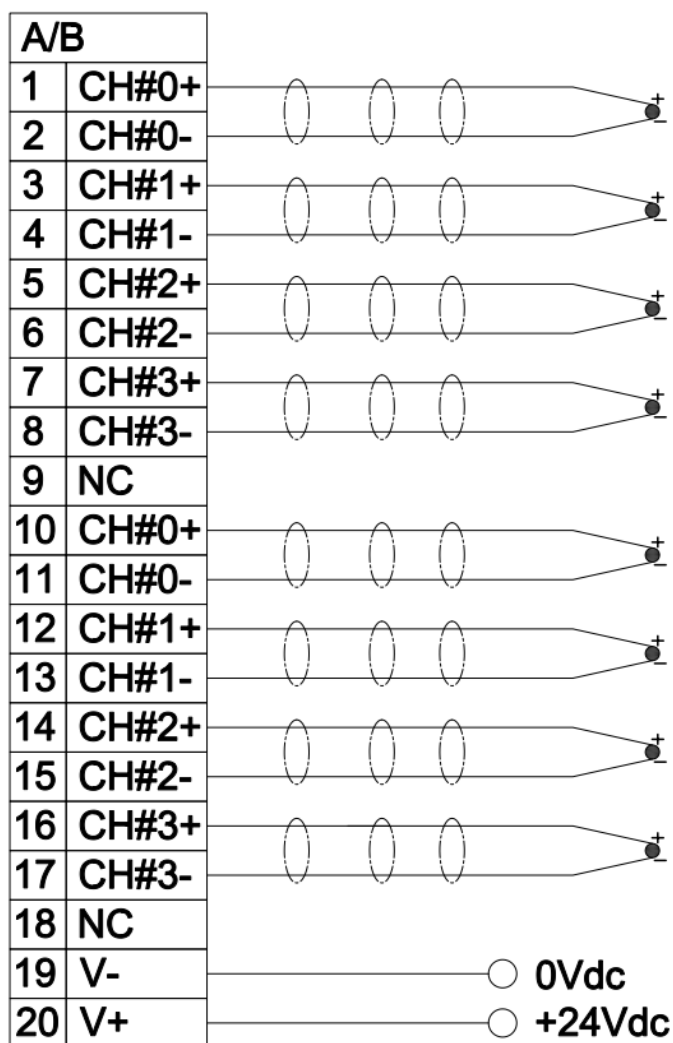 A/B
1 CH#0+ +
2 CH#0- −
3 CH#1+ +
4 CH#1- −
5 CH#2+ +
6 CH#2- −
7 CH#3+ +
8 CH#3- −
9 NC
10 CH#0+ +
11 CH#0- −
12 CH#1+ +
13 CH#1- −
14 CH#2+ +
15 CH#2- −
16 CH#3+ +
17 CH#3- −
18 NC
19 V- 0Vdc
20 V+ +24Vdc